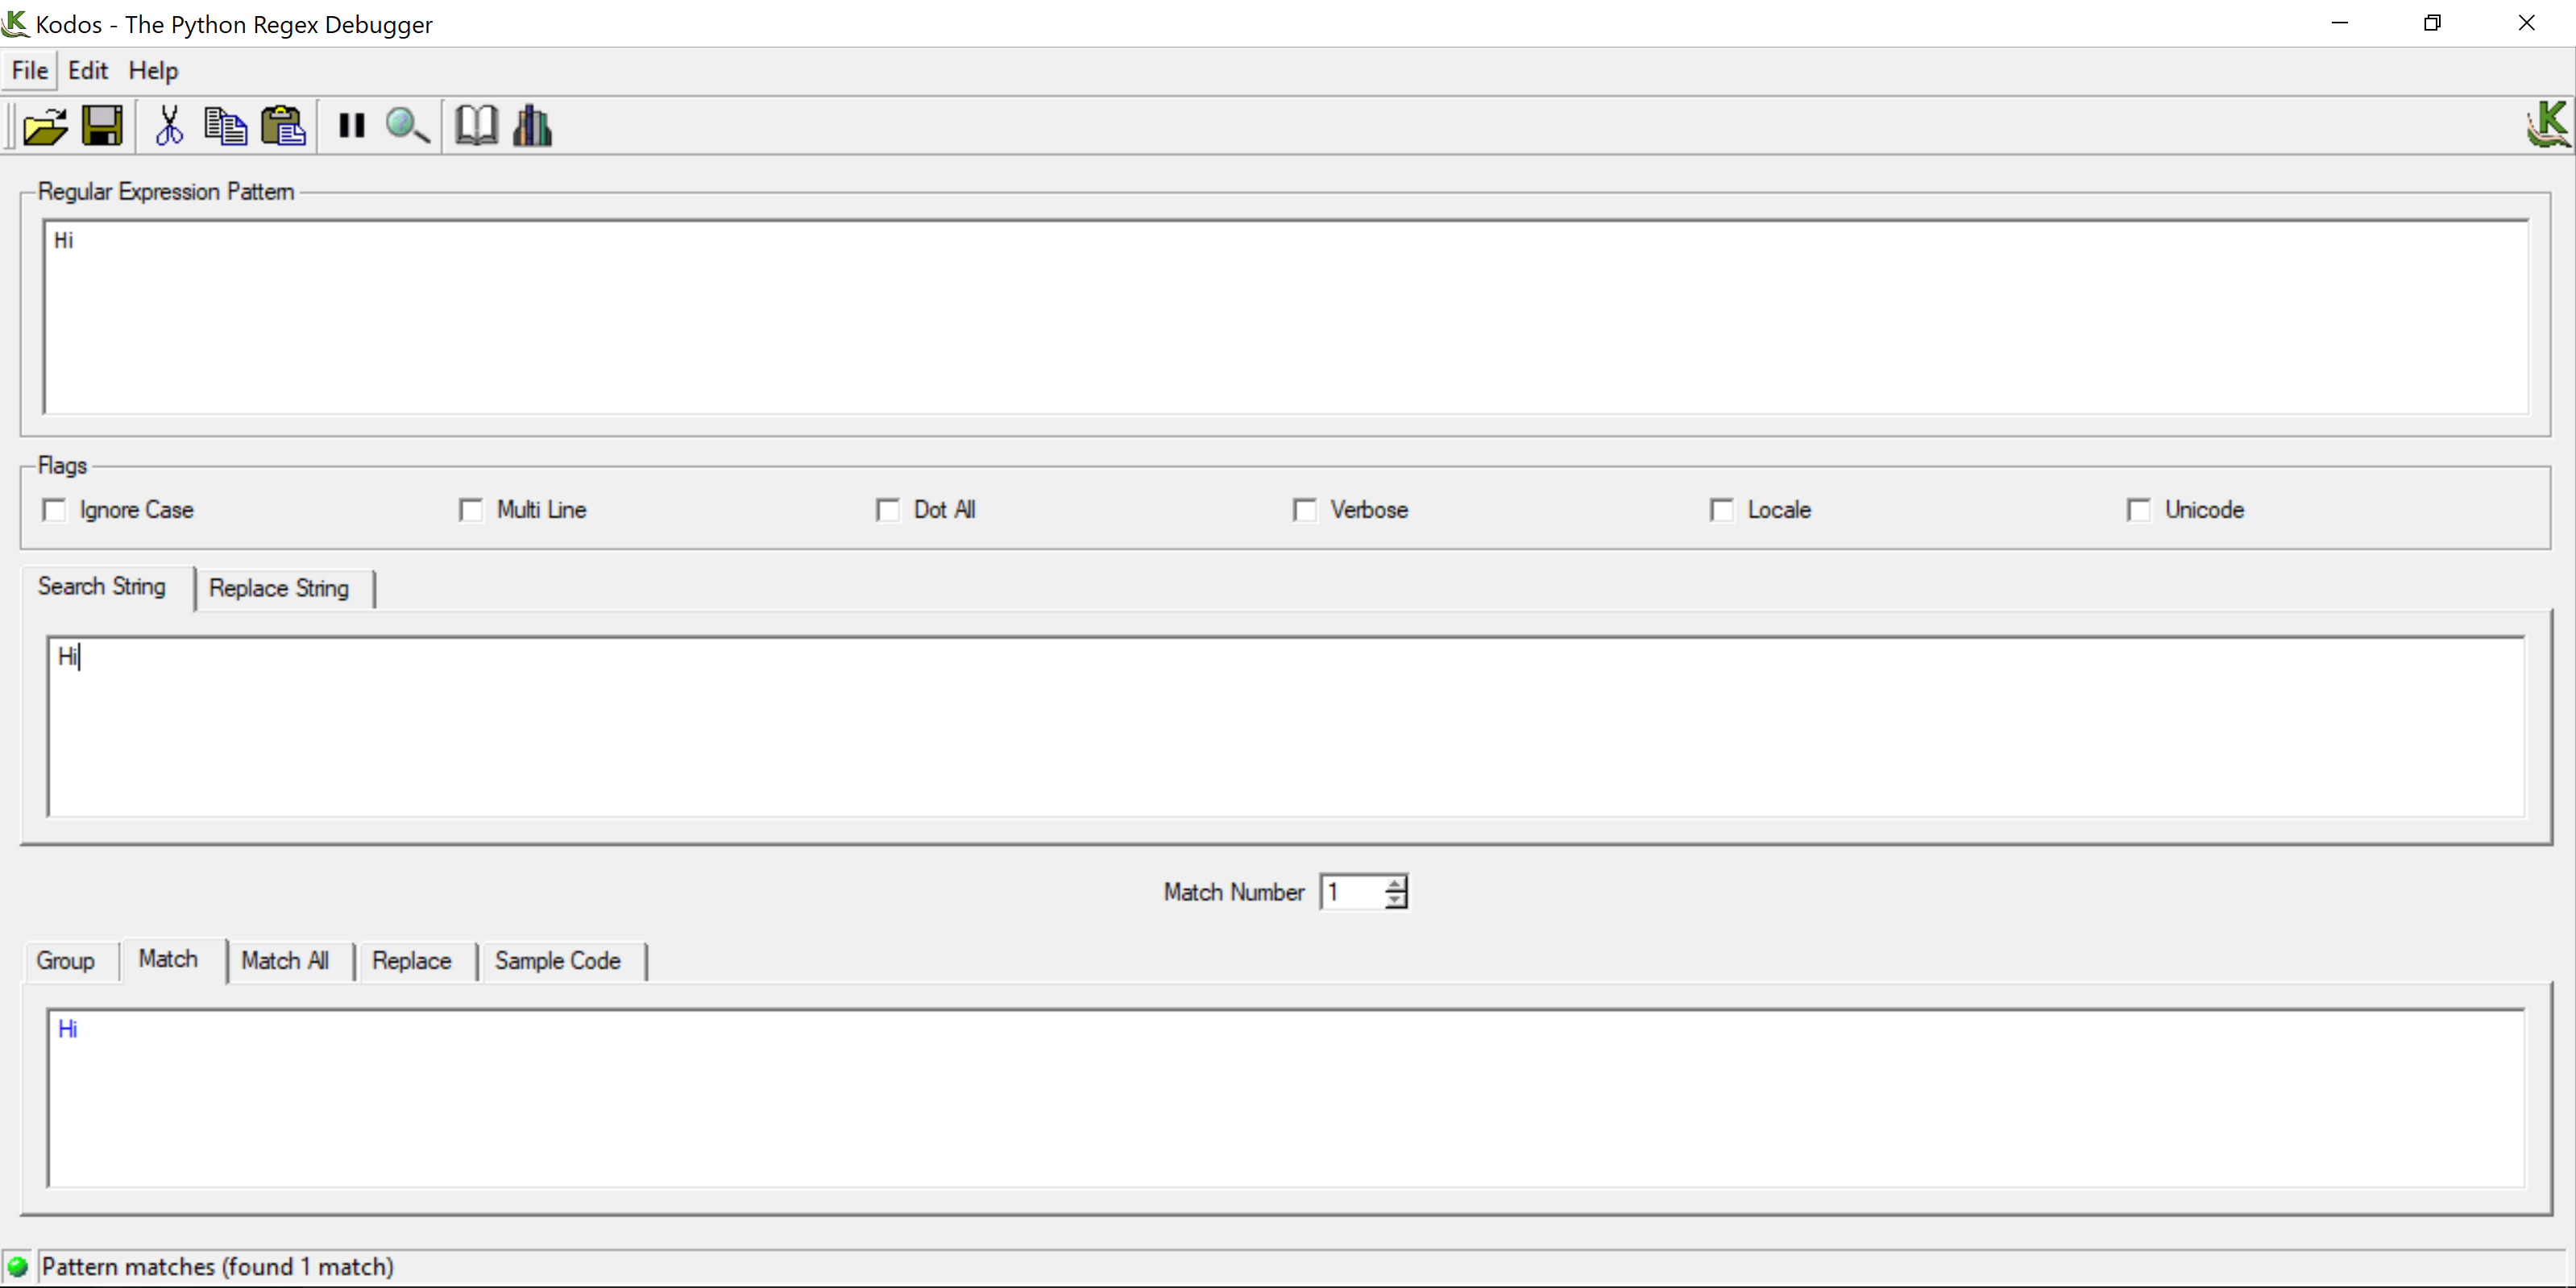 Kodos - The Python Regex Debugger
File Edit Help
K
Regular Expression Pattern
Hi
Flags
Ignore Case Multi Line Dot All Verbose Locale Unicode
Search String Replace String
Hi
Match Number 1
Group Match Match All Replace Sample Code
Hi
Pattern matches (found 1 match)